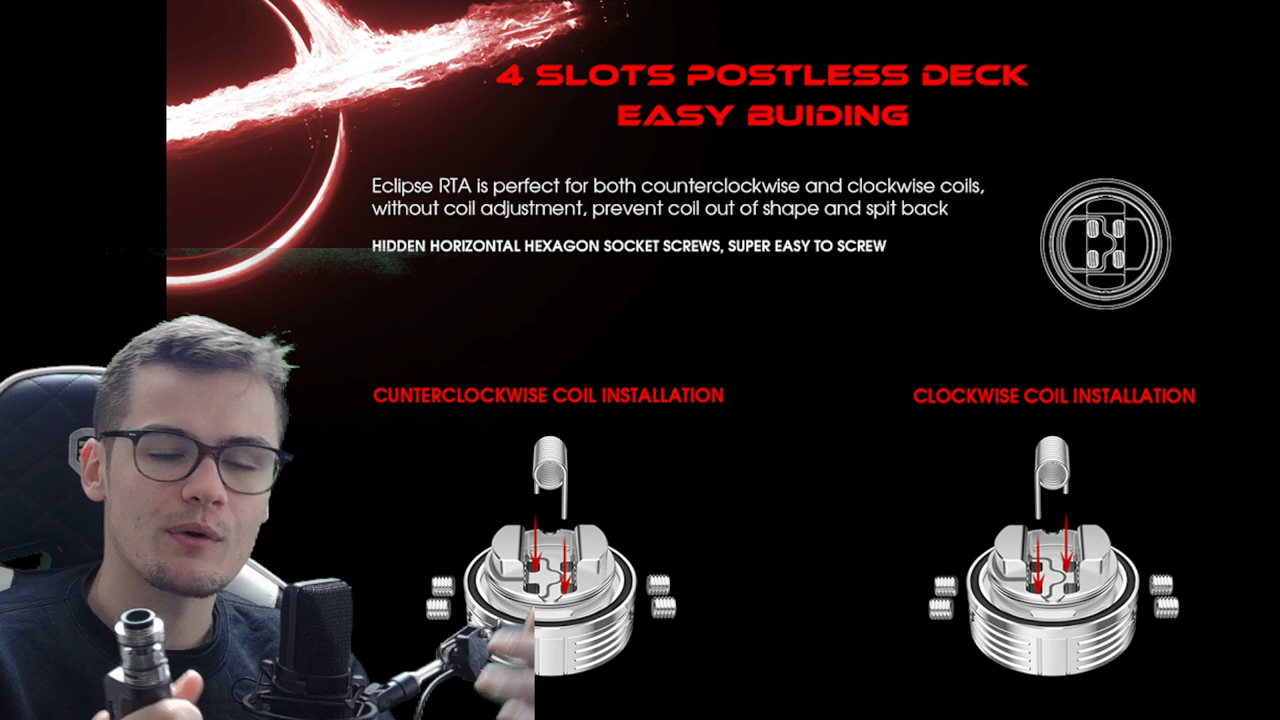 4 SLOTS POSTLESS DECK
EASY BUIDING
Eclipse RTA is perfect for both counterclockwise and clockwise coils,
without coil adjustment, prevent coil out of shape and spit back
HIDDEN HORIZONTAL HEXAGON SOCKET SCREWS, SUPER EASY TO SCREW
CUNTERCLOCKWISE COIL INSTALLATION
CLOCKWISE COIL INSTALLATION